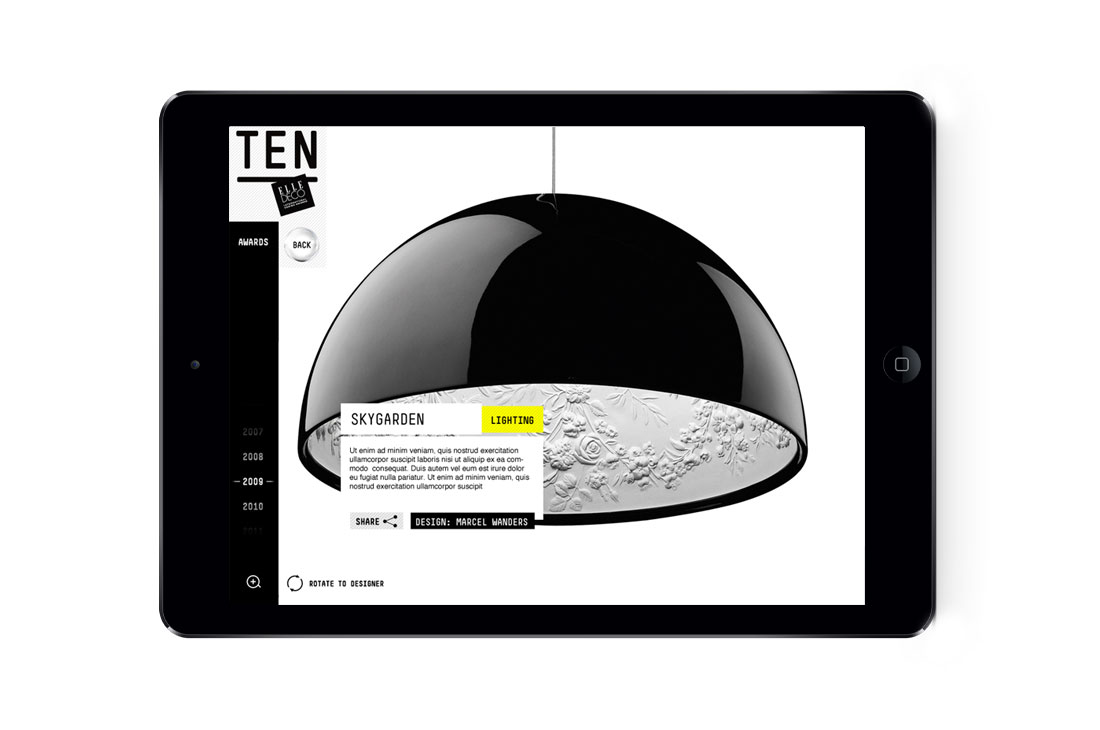 TEN
ELLE
DECO
AWARDS
BACK
2007
2008
2009
2010
2011
SKYGARDEN
LIGHTING
Ut enim ad minim veniam, quis nostrud exercitation
ullamcorpor suscipit laboris nisi ut aliquip ex ea com-
modo consequat. Duis autem vel eum est irure dolor
eu fugiat nulla pariatur. Ut enim ad minim veniam, quis
nostrud exercitation ullamcorpor suscipit
SHARE
DESIGN: MARCEL WANDERS
ROTATE TO DESIGNER